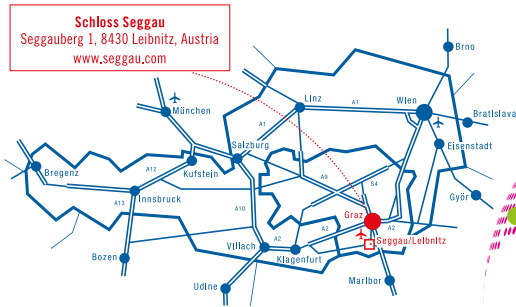 Schloss Seggau
Seggauberg 1, 8430 Leibnitz, Austria
www.seggau.com
Brno
München
Linz
A1
Wien
Bratislava
A1
Eisenstadt
Salzburg
Bregenz
A12
Kufstein
A9
S4
Györ
A13
Innsbruck
A10
Graz
A2
Seggau/Leibnitz
Villach
A2
A2
Klagenfurt
Bozen
Udine
Maribor